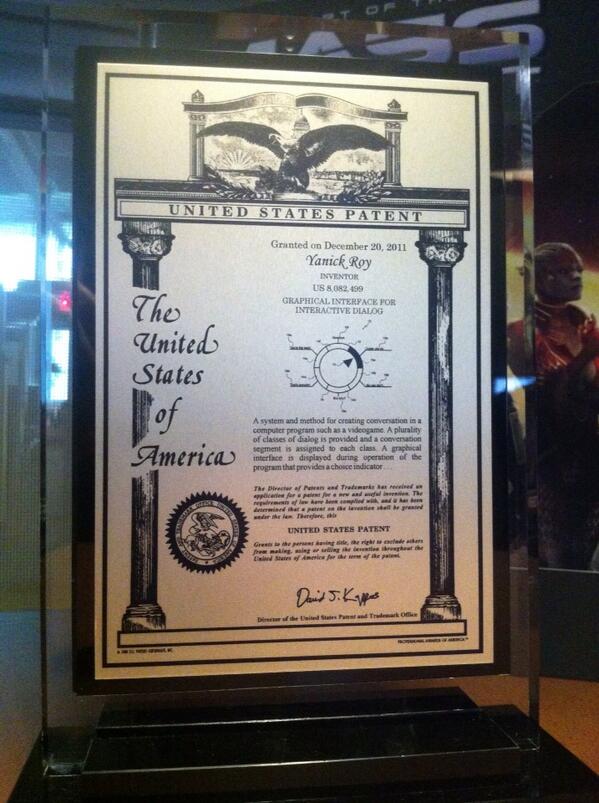 RT OF THE
MASS
UNITED STATES PATENT
Granted on December 20, 2011
Yanick Roy
INVENTOR
US 8,082,499
GRAPHICAL INTERFACE FOR
INTERACTIVE DIALOG
The
United
States
of
America
A system and method for creating conversation in a
computer program such as a videogame. A plurality
of classes of dialog is provided and a conversation
segment is assigned to each class. A graphical
interface is displayed during operation of the
program that provides a choice indicator . . .
The Director of Patents and Trademarks has received an
application for a patent for a new and useful invention. The
requirements of law have been complied with, and it has been
determined that a patent on the invention shall be granted
under the law. Therefore, this
UNITED STATES PATENT
Grants to the persons having title, the right to exclude others
from making, using or selling the invention throughout the
United States of America for the term of the patent.
David J. Kappos
Director of the United States Patent and Trademark Office
PROFESSIONAL AWARDS OF AMERICA™